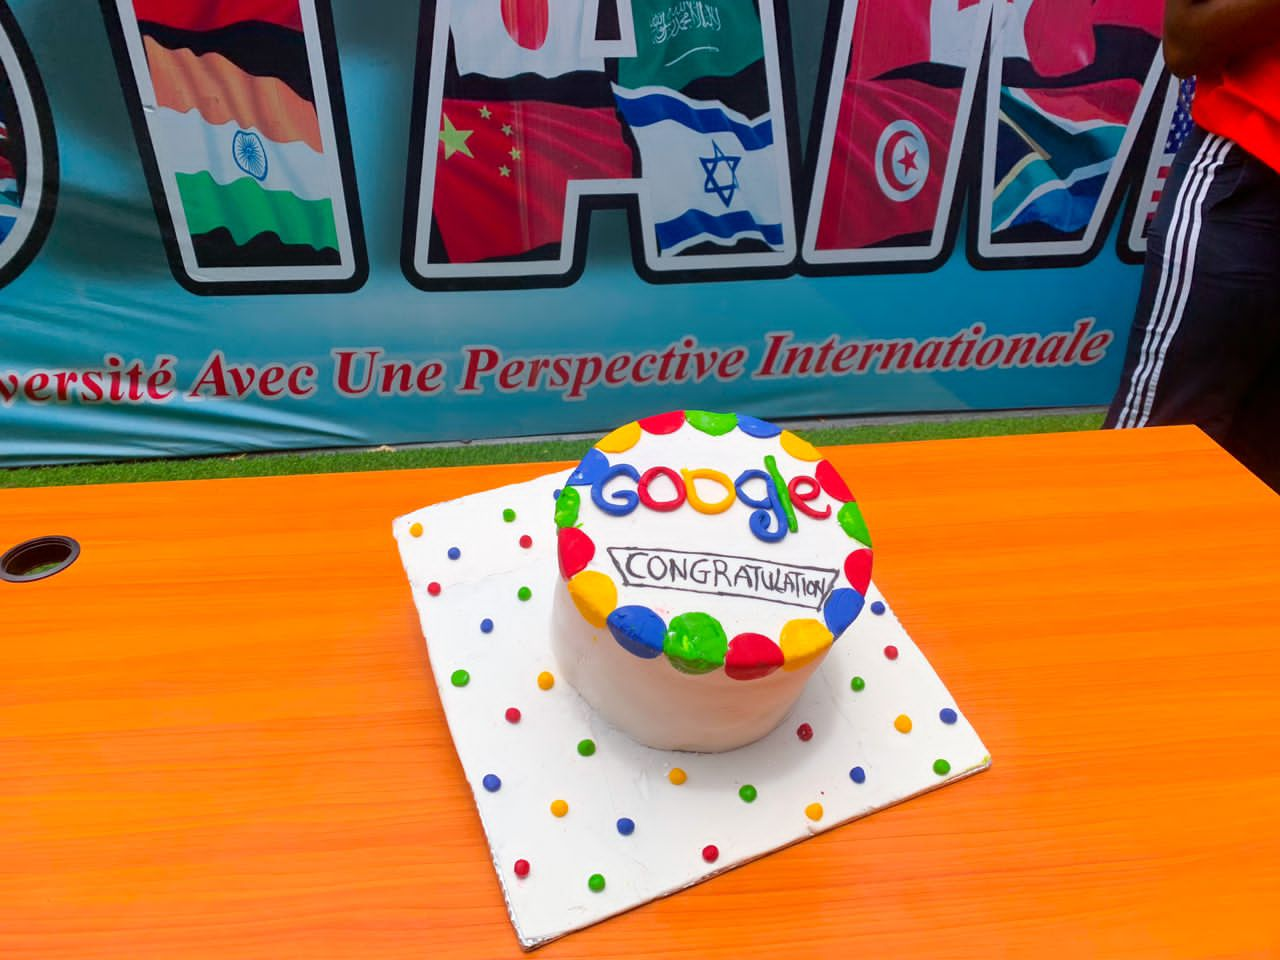 versité Avec Une Perspective Internationale
Google
CONGRATULATION